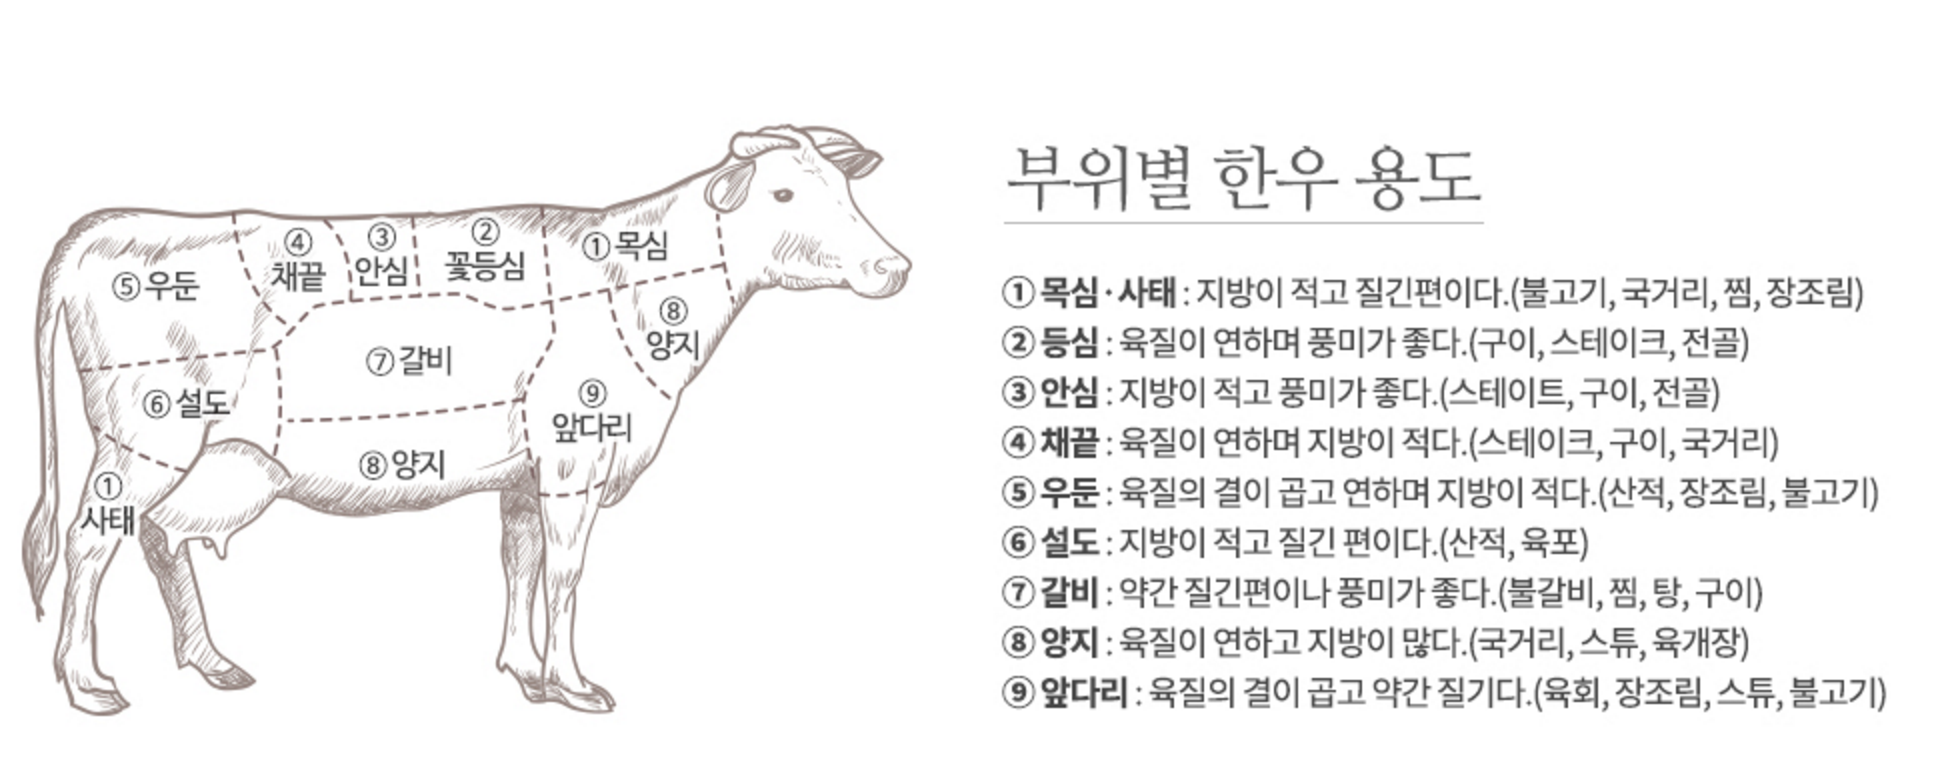 부위별 한우 용도
① 목심·사태 : 지방이 적고 질긴편이다.(불고기, 국거리, 찜, 장조림)
② 등심 : 육질이 연하며 풍미가 좋다.(구이, 스테이크, 전골)
③ 안심 : 지방이 적고 풍미가 좋다.(스테이트, 구이, 전골)
④ 채끝 : 육질이 연하며 지방이 적다.(스테이크, 구이, 국거리)
⑤ 우둔 : 육질의 결이 곱고 연하며 지방이 적다.(산적, 장조림, 불고기)
⑥ 설도 : 지방이 적고 질긴 편이다.(산적, 육포)
⑦ 갈비 : 약간 질긴편이나 풍미가 좋다.(불갈비, 찜, 탕, 구이)
⑧ 양지 : 육질이 연하고 지방이 많다.(국거리, 스튜, 육개장)
⑨ 앞다리 : 육질의 결이 곱고 약간 질기다.(육회, 장조림, 스튜, 불고기)
⑤ 우둔
④
채끝
③
안심
②
꽃등심
① 목심
⑧
양지
⑦ 갈비
⑥ 설도
⑨
앞다리
⑧ 양지
①
사태